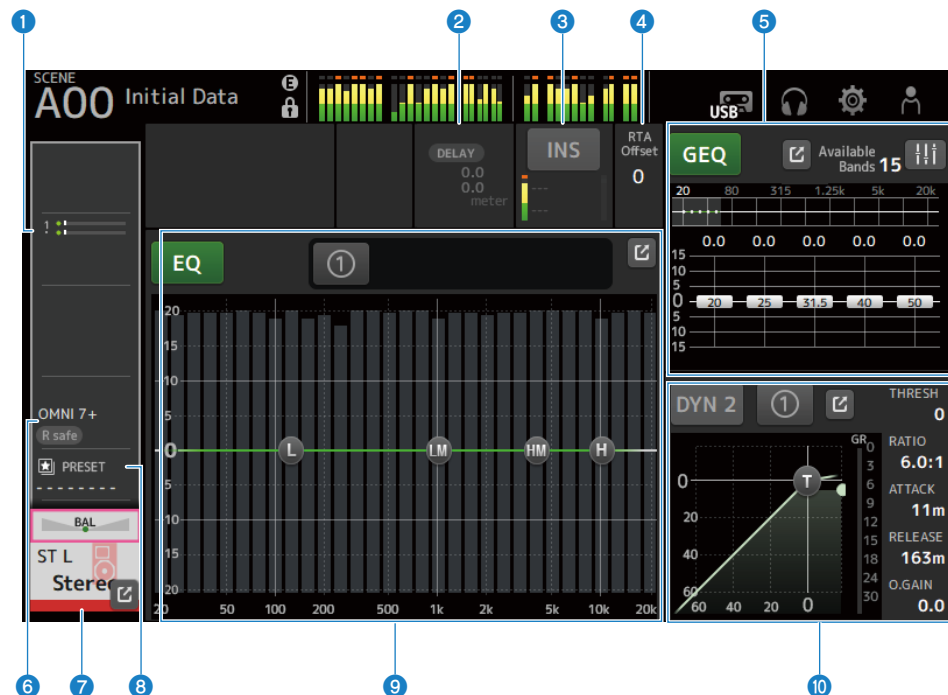 1 2 3 4 5
SCENE
A00 Initial Data
E
USB
DELAY
0.0
0.0
meter
INS
---
---
RTA
Offset
0
GEQ
Available
Bands 15
20 80 315 1.25k 5k 20k
0.0 0.0 0.0 0.0 0.0
15
10
5
0 20 25 31.5 40 50
5
10
15
1
EQ 1
20
15
10
5
0 L LM HM H
5
10
15
20
20 50 100 200 500 1k 2k 5k 10k 20k
OMNI 7+
R safe
PRESET
--------
BAL
ST L
Stereo
DYN 2 1
THRESH
0
RATIO
6.0:1
ATTACK
11m
RELEASE
163m
O.GAIN
0.0
GR
0
3
6
9
12
15
18
24
30
T
0
20
40
60
60 40 20 0
6 7 8 9 10